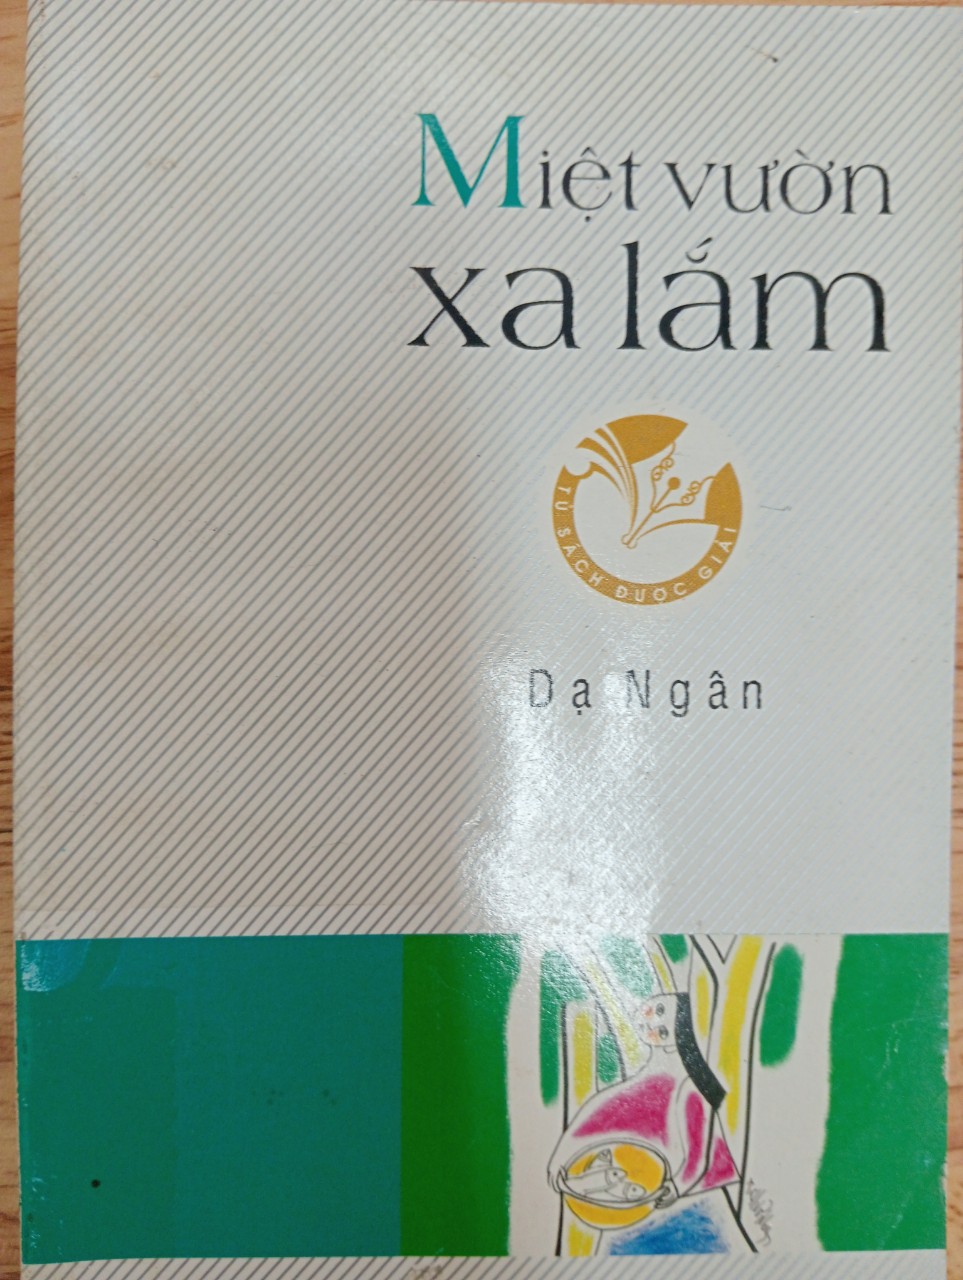 Miệt vườn
xa lắm
TỦ SÁCH ĐƯỢC GIẢI
Dạ Ngân